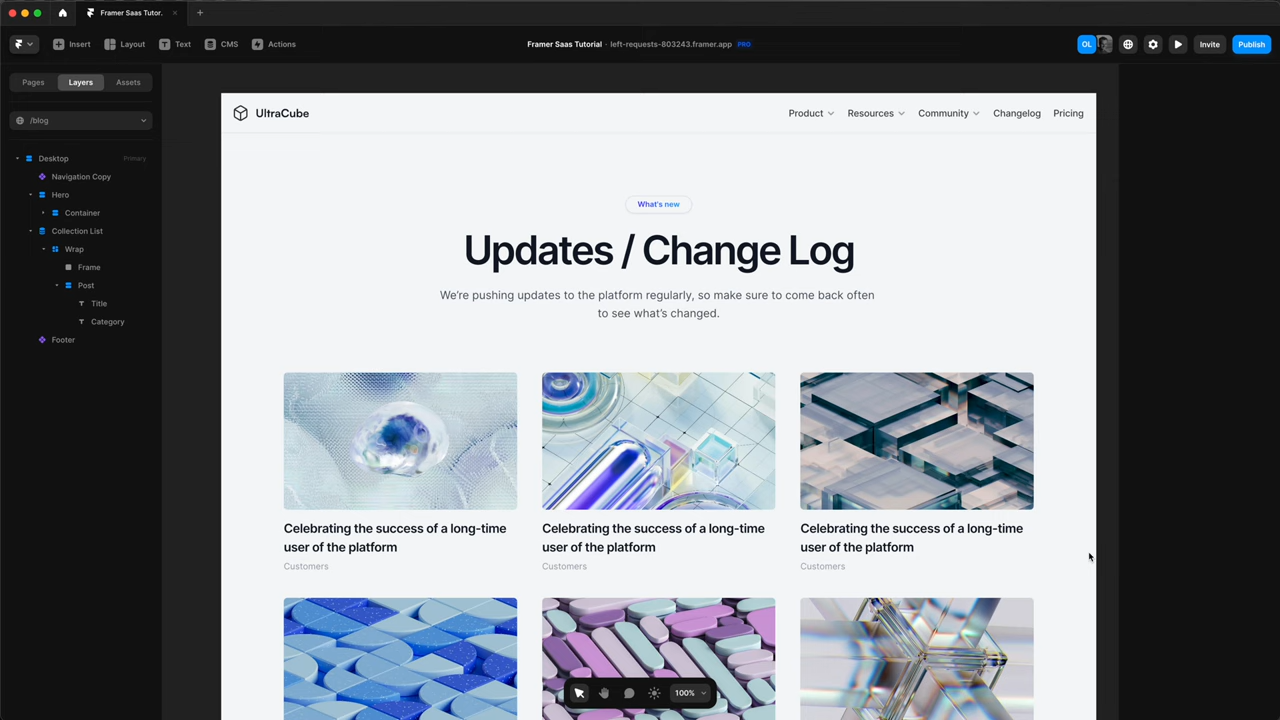 Framer Saas Tutor.
Insert
Layout
Text
CMS
Actions
Framer Saas Tutorial · left-requests-803243.framer.app PRO
OL
Invite
Publish
Pages
Layers
Assets
/blog
Desktop
Primary
Navigation Copy
Hero
Container
Collection List
Wrap
Frame
Post
Title
Category
Footer
UltraCube
Product
Resources
Community
Changelog
Pricing
What's new
Updates / Change Log
We're pushing updates to the platform regularly, so make sure to come back often
to see what's changed.
Celebrating the success of a long-time
user of the platform
Customers
Celebrating the success of a long-time
user of the platform
Customers
Celebrating the success of a long-time
user of the platform
Customers
100%